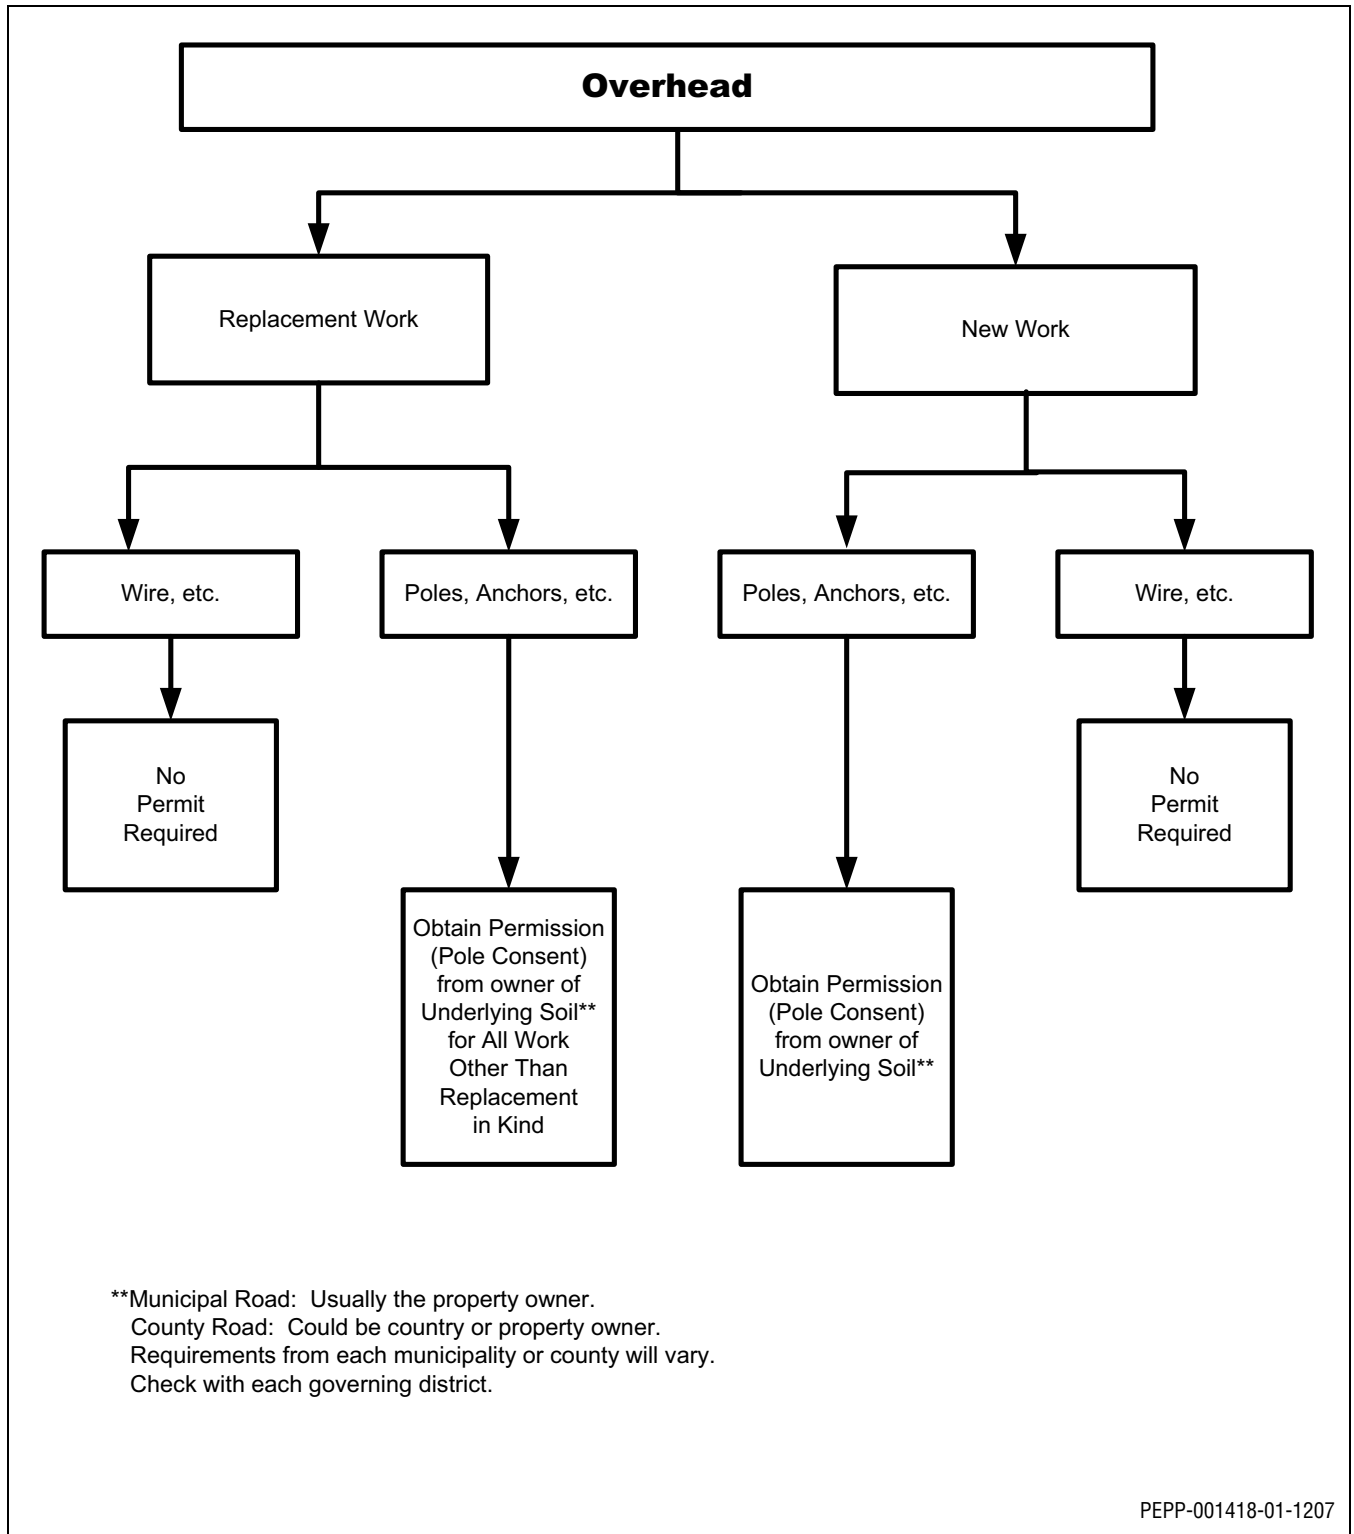 Overhead
Replacement Work
New Work
Wire, etc.
Poles, Anchors, etc.
Poles, Anchors, etc.
Wire, etc.
No
Permit
Required
No
Permit
Required
Obtain Permission
(Pole Consent)
from owner of
Underlying Soil**
for All Work
Other Than
Replacement
in Kind
Obtain Permission
(Pole Consent)
from owner of
Underlying Soil**
**Municipal Road:  Usually the property owner.
County Road:  Could be country or property owner.
Requirements from each municipality or county will vary.
Check with each governing district.
PEPP-001418-01-1207